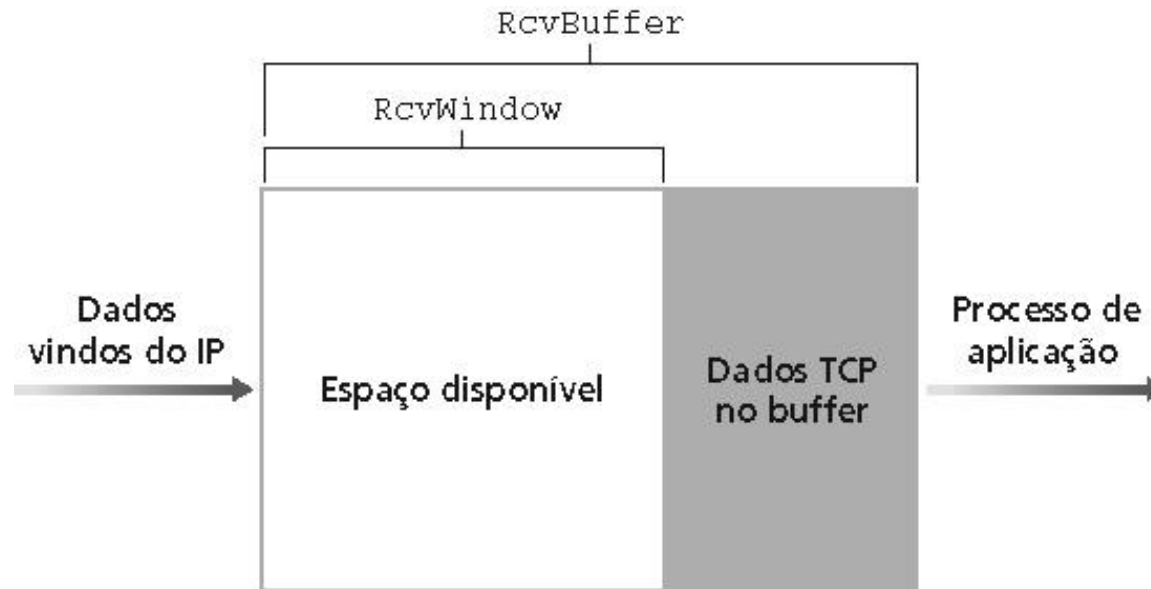 RcvBuffer
RcvWindow
Dados
vindos do IP
Espaço disponível
Dados TCP
no buffer
Processo de
aplicação